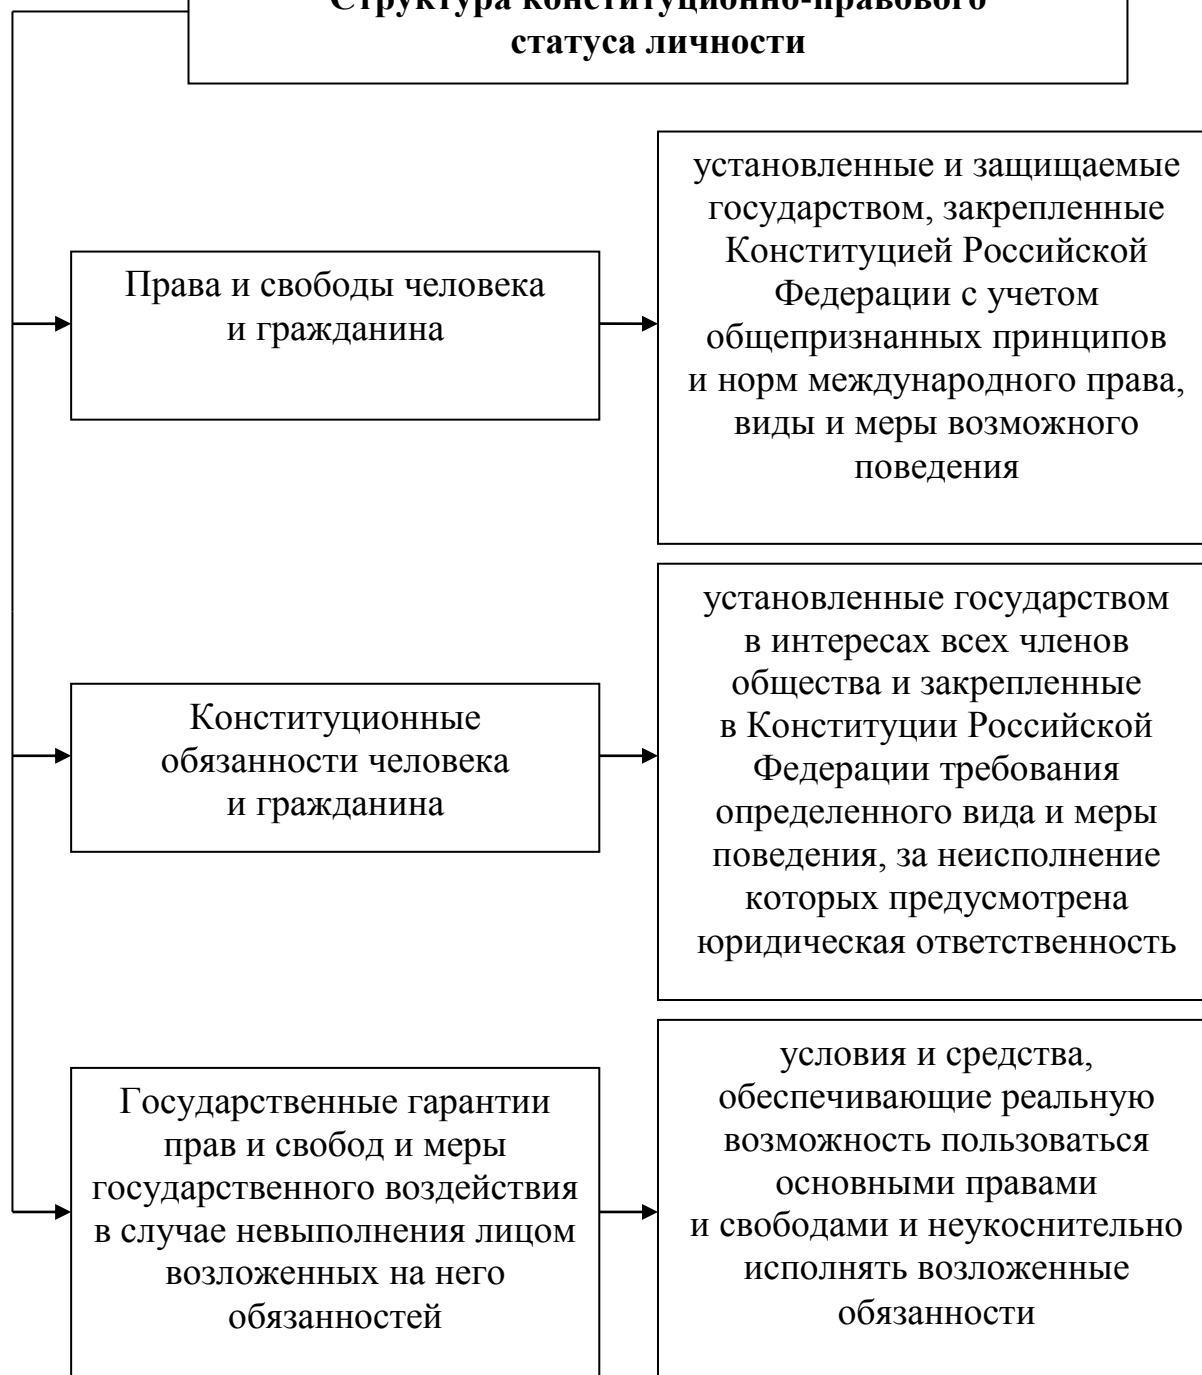 Структура конституционно-правового
статуса личности
Права и свободы человека
и гражданина
установленные и защищаемые
государством, закрепленные
Конституцией Российской
Федерации с учетом
общепризнанных принципов
и норм международного права,
виды и меры возможного
поведения
Конституционные
обязанности человека
и гражданина
установленные государством
в интересах всех членов
общества и закрепленные
в Конституции Российской
Федерации требования
определенного вида и меры
поведения, за неисполнение
которых предусмотрена
юридическая ответственность
Государственные гарантии
прав и свобод и меры
государственного воздействия
в случае невыполнения лицом
возложенных на него
обязанностей
условия и средства,
обеспечивающие реальную
возможность пользоваться
основными правами
и свободами и неукоснительно
исполнять возложенные
обязанности